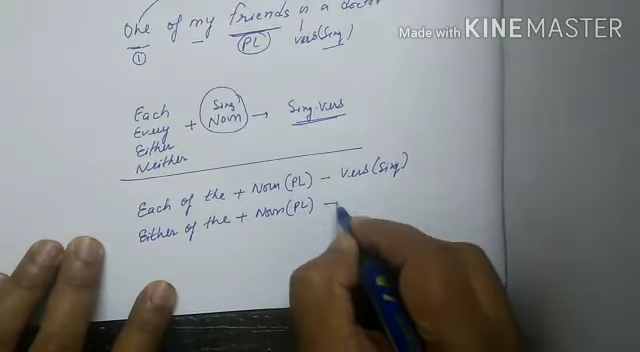 One of my friends is a doctor
① PL verb (sing)
Made with KINEMASTER
Each
Every
Either
Neither
+ Sing' Noun → Sing. verb
Each of the + Noun (PL) – verb (sing)
Either of the + Noun (PL) –